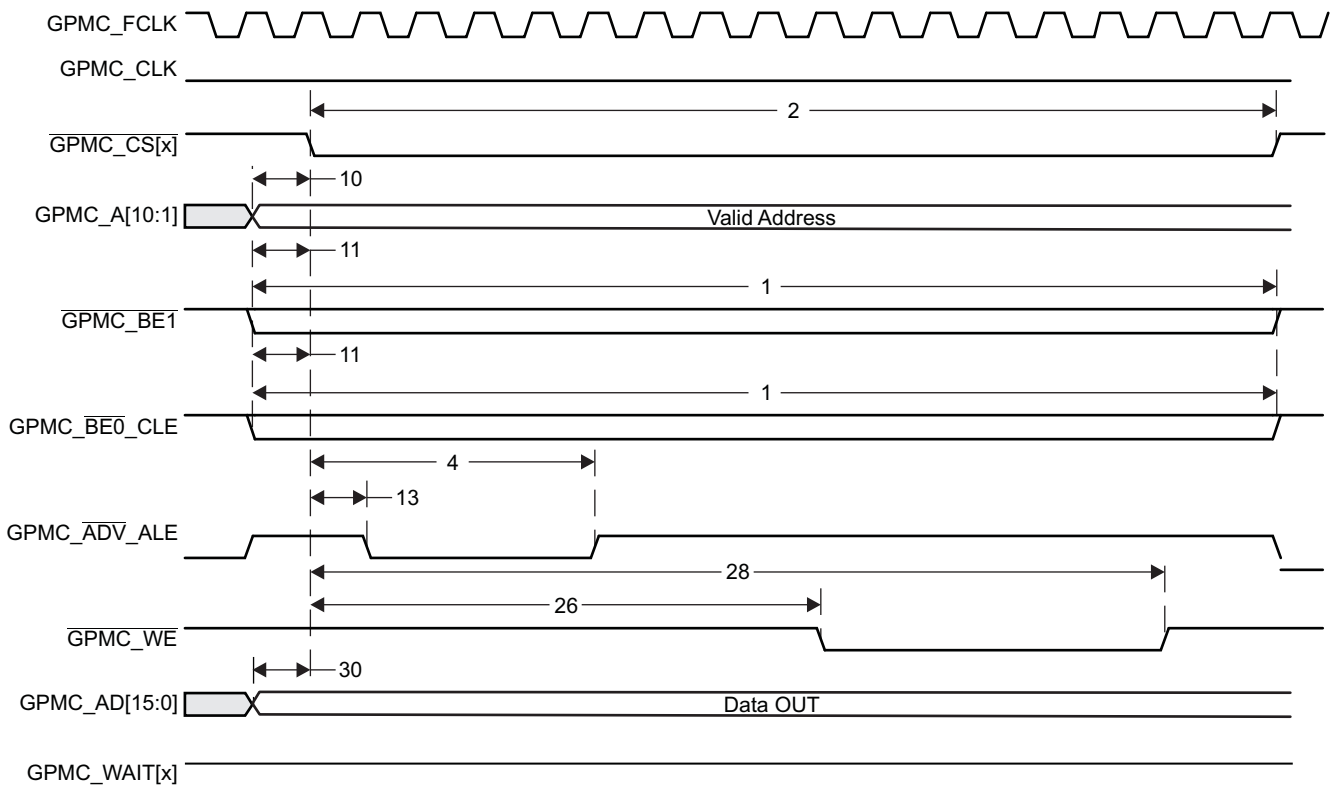 GPMC_FCLK
GPMC_CLK
2
GPMC_CS[x]
10
GPMC_A[10:1]
Valid Address
11
1
GPMC_BE1
11
1
GPMC_BE0_CLE
4
13
GPMC_ADV_ALE
28
26
GPMC_WE
30
GPMC_AD[15:0]
Data OUT
GPMC_WAIT[x]